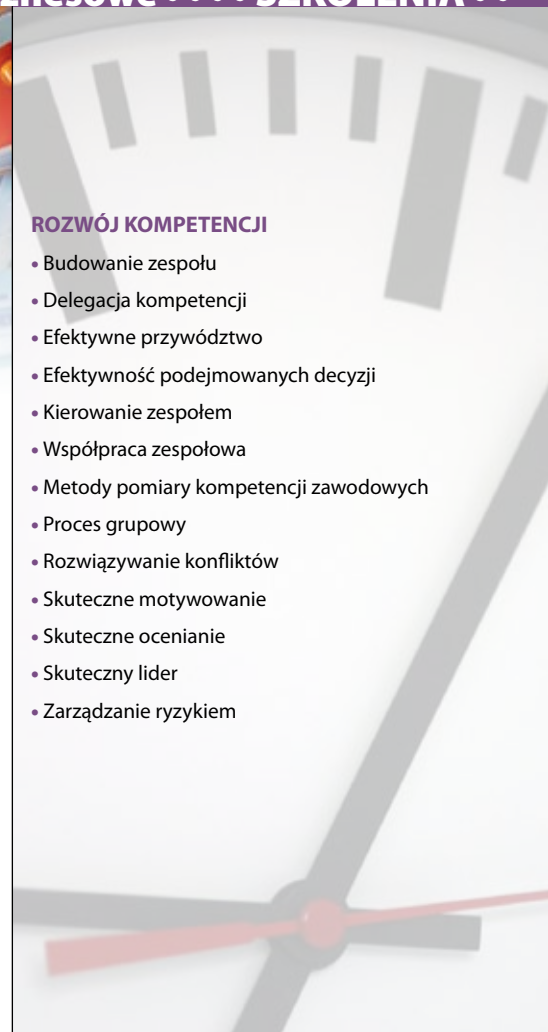 ROZWÓJ KOMPETENCJI
• Budowanie zespołu
• Delegacja kompetencji
• Efektywne przywództwo
• Efektywność podejmowanych decyzji
• Kierowanie zespołem
• Współpraca zespołowa
• Metody pomiary kompetencji zawodowych
• Proces grupowy
• Rozwiązywanie konfliktów
• Skuteczne motywowanie
• Skuteczne ocenianie
• Skuteczny lider
• Zarządzanie ryzykiem